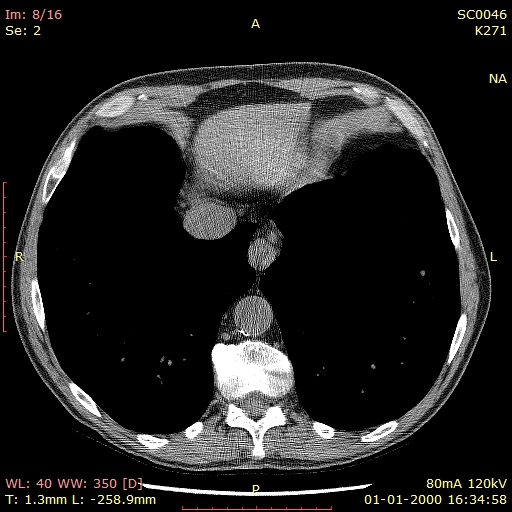 Im: 8/16
Se: 2
A
SC0046
K271
NA
R
L
WL: 40 WW: 350 [D]
T: 1.3mm L: -258.9mm
P
80mA 120kV
01-01-2000 16:34:58